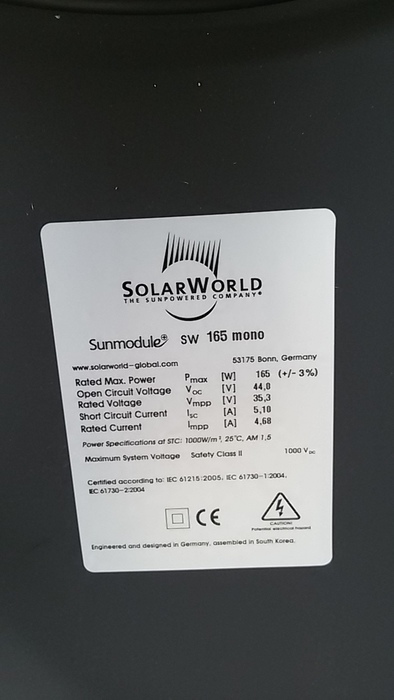 SOLARWORLD
THE SUNPOWERED COMPANY®
Sunmodule⊕ SW 165 mono
www.solarworld-global.com 53175 Bonn, Germany
Rated Max. Power Pmax [W] 165 (+/- 3%)
Open Circuit Voltage Voc [V] 44,0
Rated Voltage Vmpp [V] 35,3
Short Circuit Current Isc [A] 5,10
Rated Current Impp [A] 4,68
Power Specifications at STC: 1000W/m², 25°C, AM 1,5
Maximum System Voltage Safety Class II 1000 VDC
Certified according to: IEC 61215:2005, IEC 61730-1:2004,
IEC 61730-2:2004
CE
CAUTION!
Potential electrical hazard
Engineered and designed in Germany, assembled in South Korea.